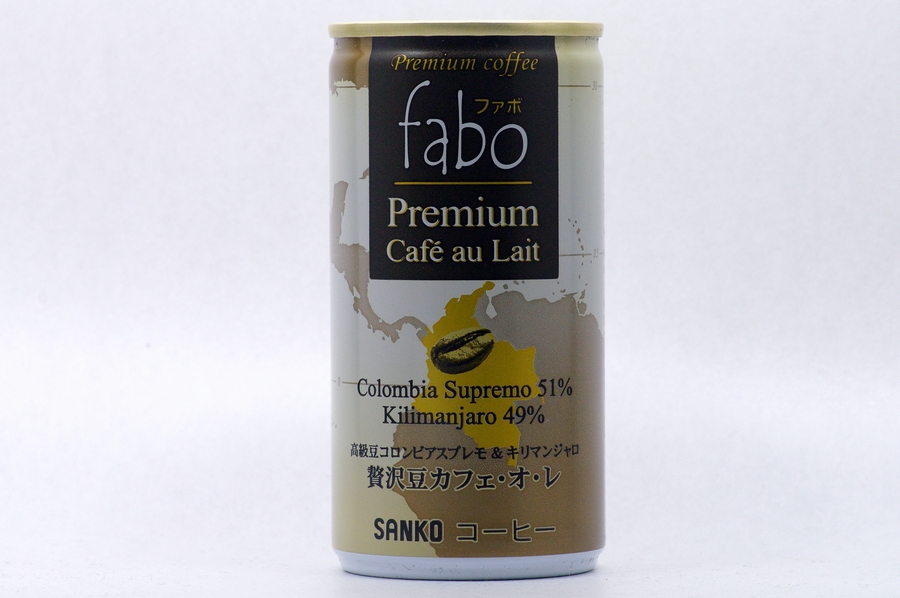 Premium coffee
ファボ
fabo
Premium
Café au Lait
Colombia Supremo 51%
Kilimanjaro 49%
高級豆コロンビアスプレモ & キリマンジャロ
贅沢豆カフェ・オ・レ
SANKO コーヒー